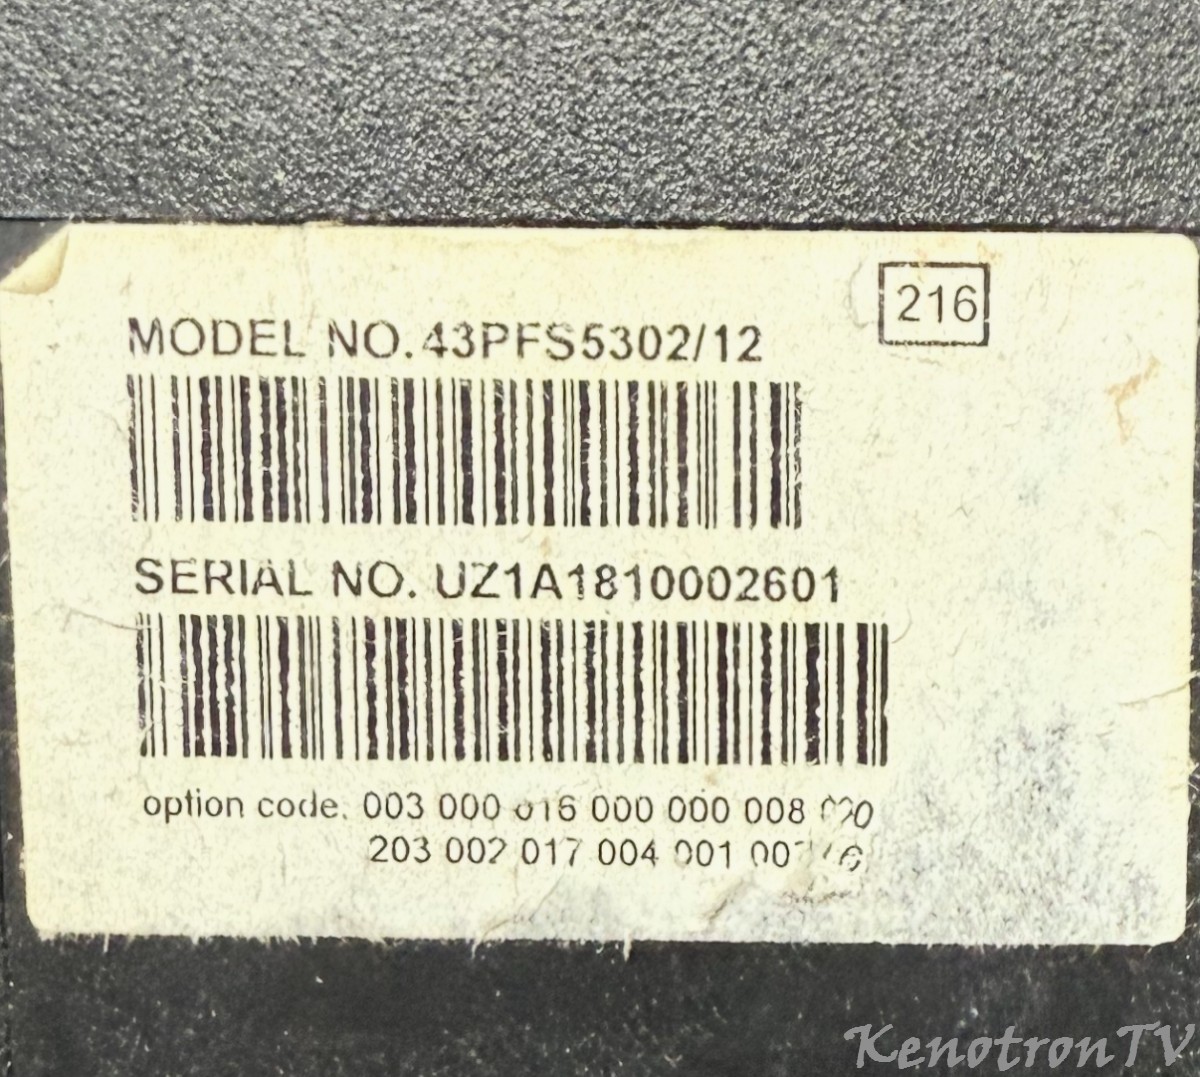 216
MODEL NO.43PFS5302/12
SERIAL NO. UZ1A1810002601
option code. 003 000 016 000 000 008
203 002 017 004 001
KenotronTV